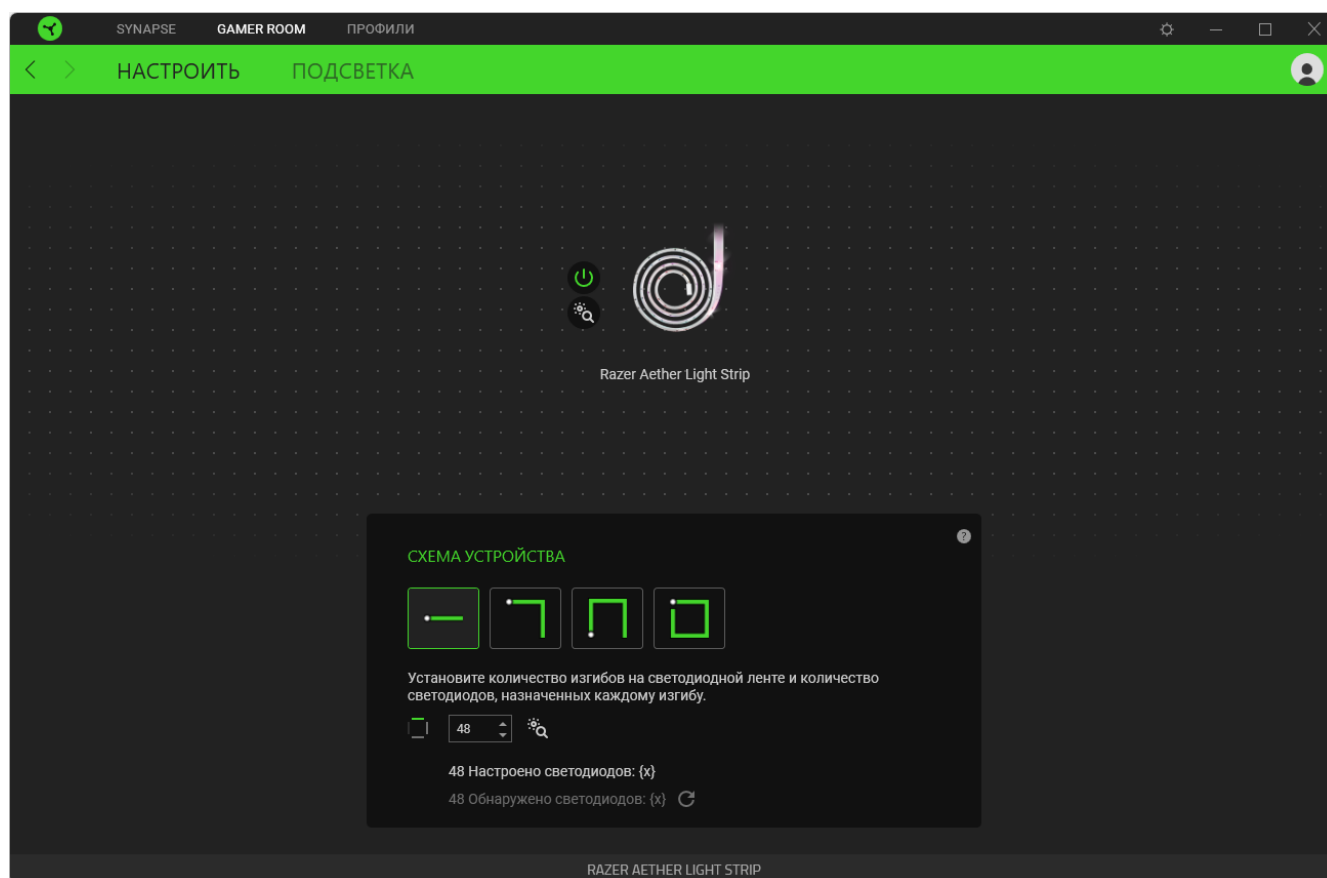 SYNAPSE GAMER ROOM ПРОФИЛИ
НАСТРОИТЬ ПОДСВЕТКА
Razer Aether Light Strip
СХЕМА УСТРОЙСТВА
?
Установите количество изгибов на светодиодной ленте и количество
светодиодов, назначенных каждому изгибу.
48
48 Настроено светодиодов: {x}
48 Обнаружено светодиодов: {x}
RAZER AETHER LIGHT STRIP